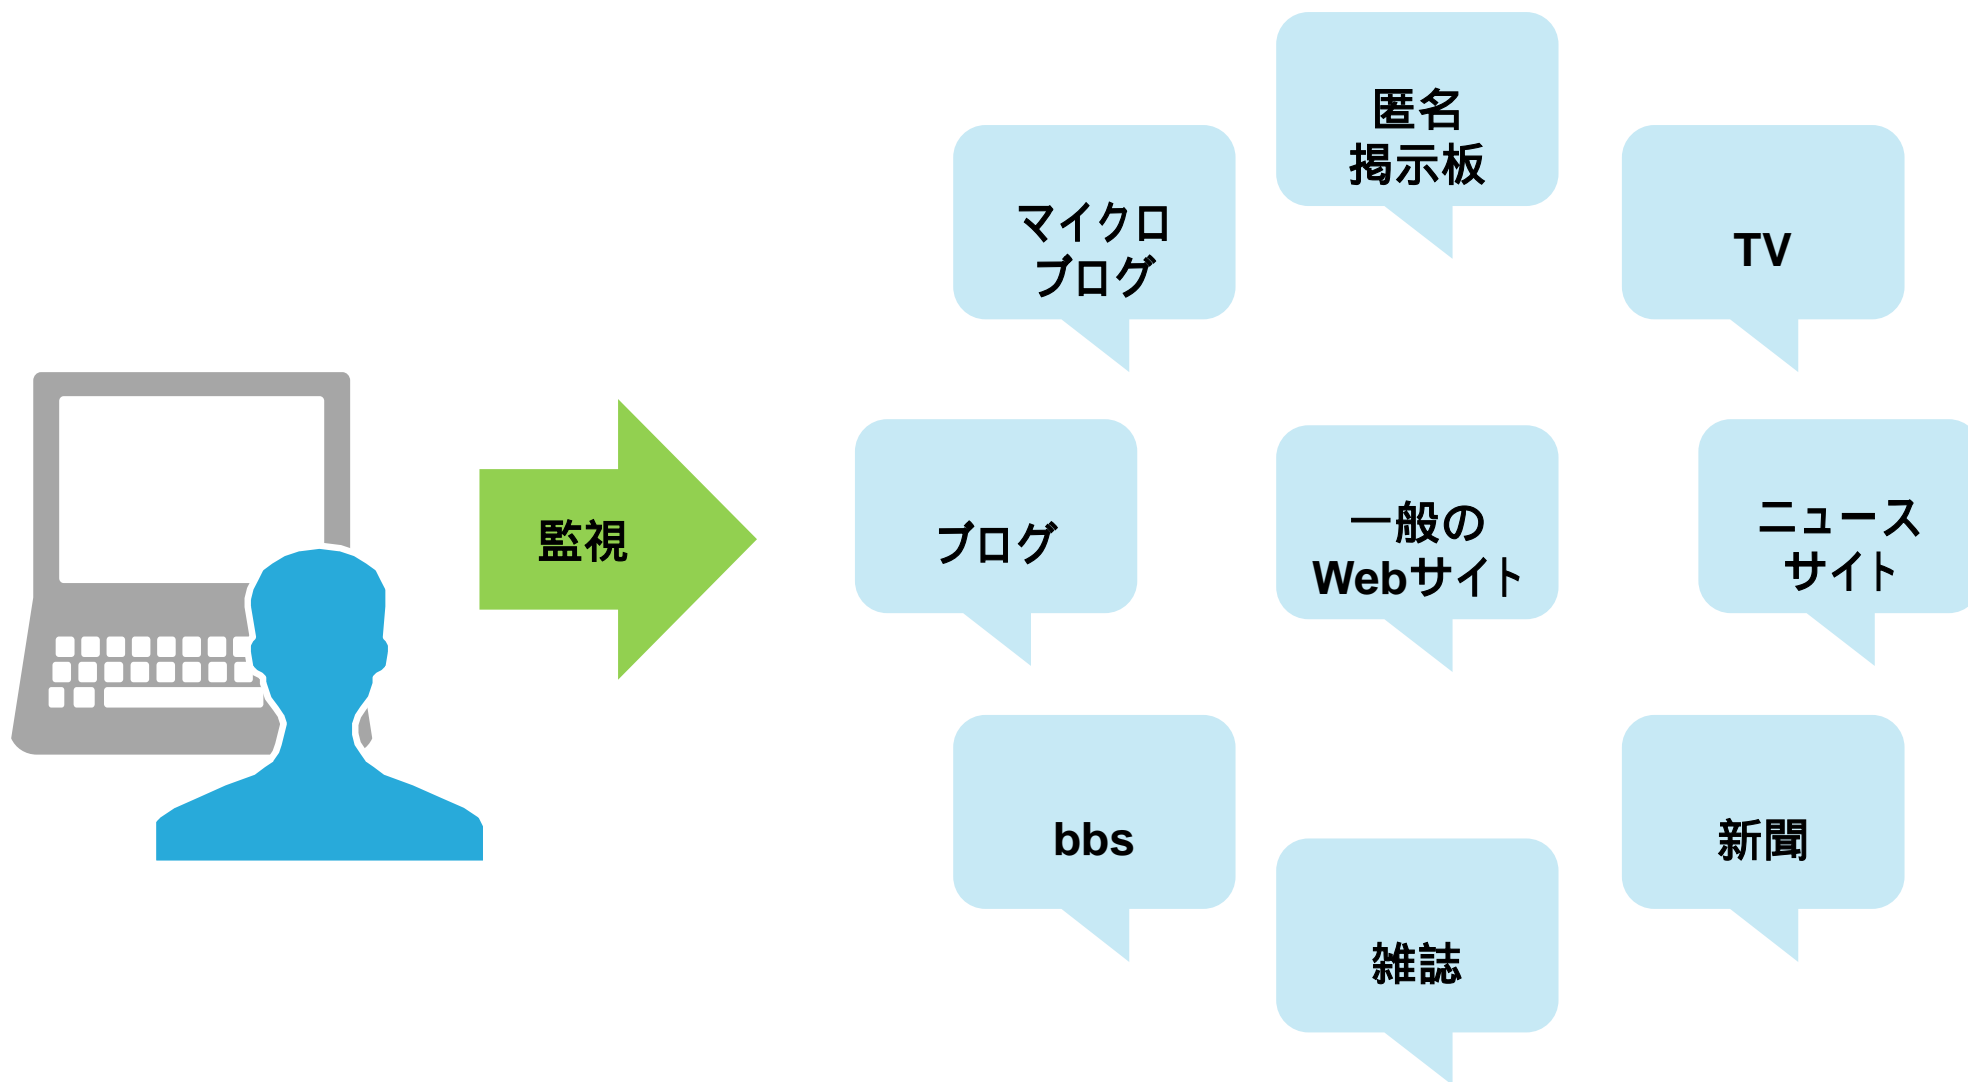 匿名
掲示板
マイクロ
ブログ
TV
監視
ブログ
一般の
Webサイト
ニュース
サイト
bbs
新聞
雑誌